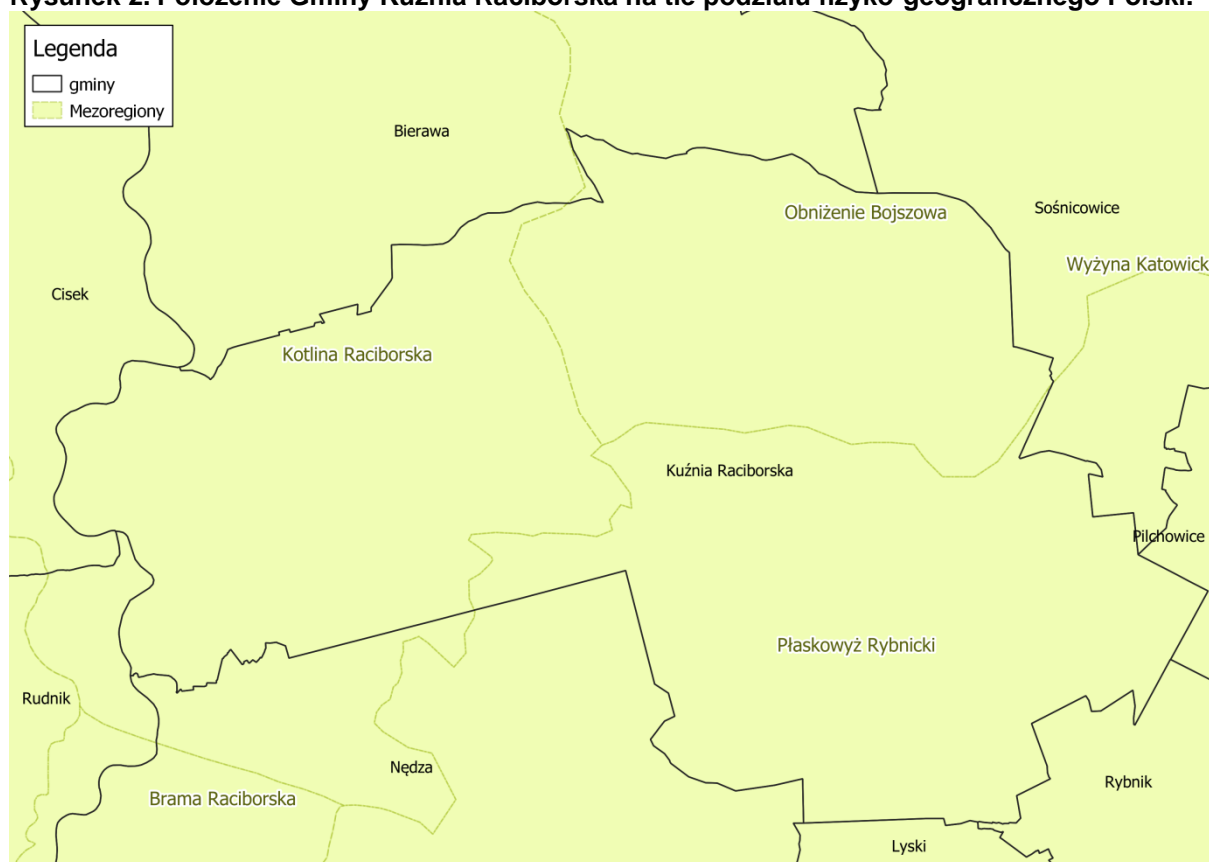 Rysunek 2. Położenie Gminy Kuźnia Raciborska na tle podziału fizyko-geograficznego Polski.
Legenda
gminy
Mezoregiony
Bierawa
Obniżenie Bojszowa
Sośnicowice
Wyżyna Katowick
Cisek
Kotlina Raciborska
Kuźnia Raciborska
Pilchowice
Płaskowyż Rybnicki
Rudnik
Nędza
Rybnik
Brama Raciborska
Lyski